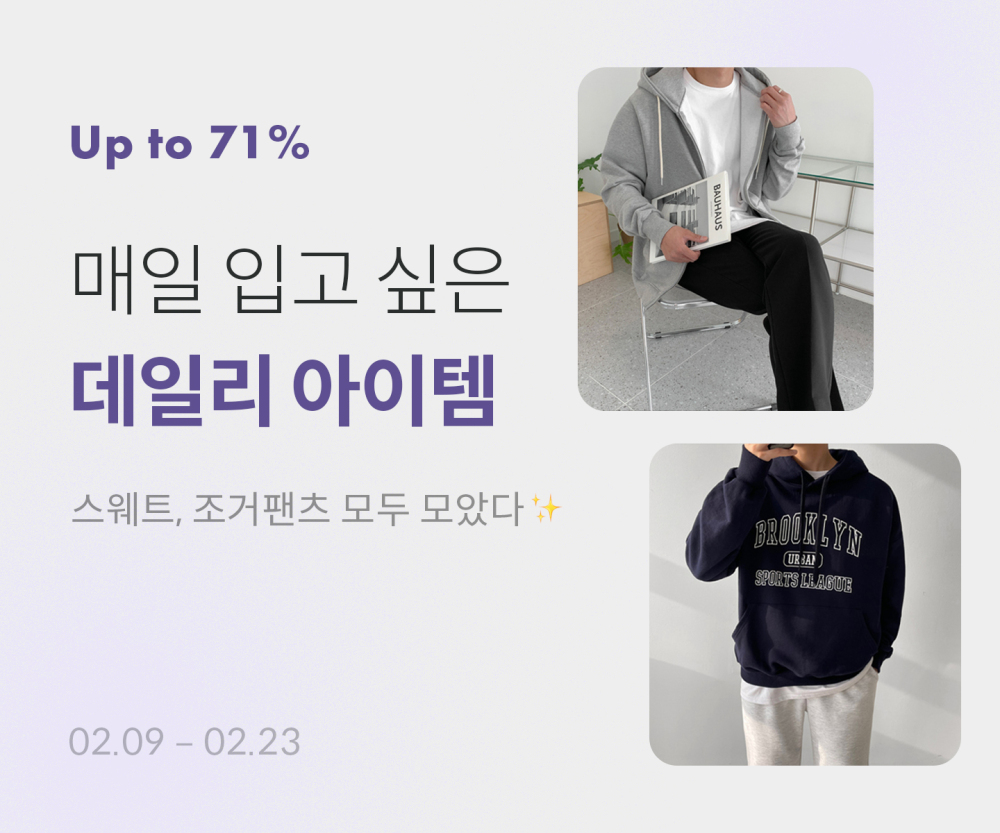 Up to 71%
매일 입고 싶은
데일리 아이템
스웨트, 조거팬츠 모두 모았다✨
02.09 – 02.23
BAUHAUS
BROOKLYN
URBAN
SPORTS LEAGUE